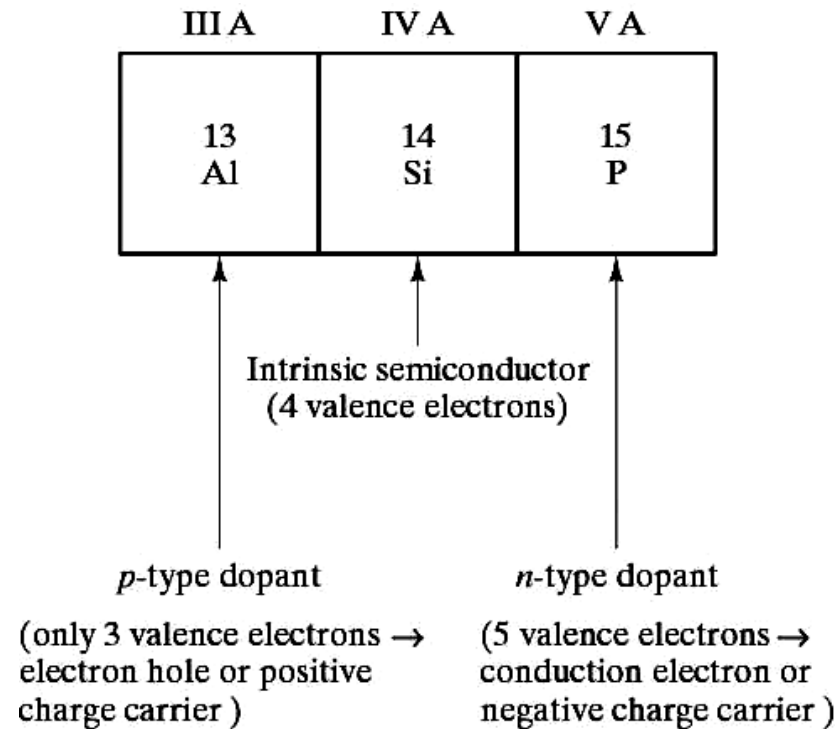 III A IV A V A
13 14 15
Al Si P
Intrinsic semiconductor
(4 valence electrons)
p-type dopant
(only 3 valence electrons →
electron hole or positive
charge carrier )
n-type dopant
(5 valence electrons →
conduction electron or
negative charge carrier )